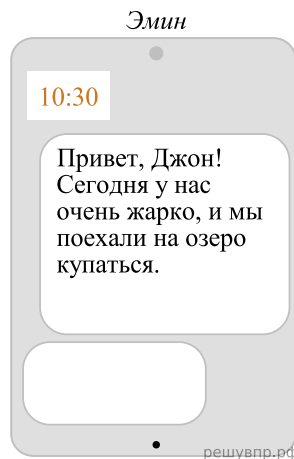 Эмин
10:30
Привет, Джон!
Сегодня у нас
очень жарко, и мы
поехали на озеро
купаться.
решувпр.рф